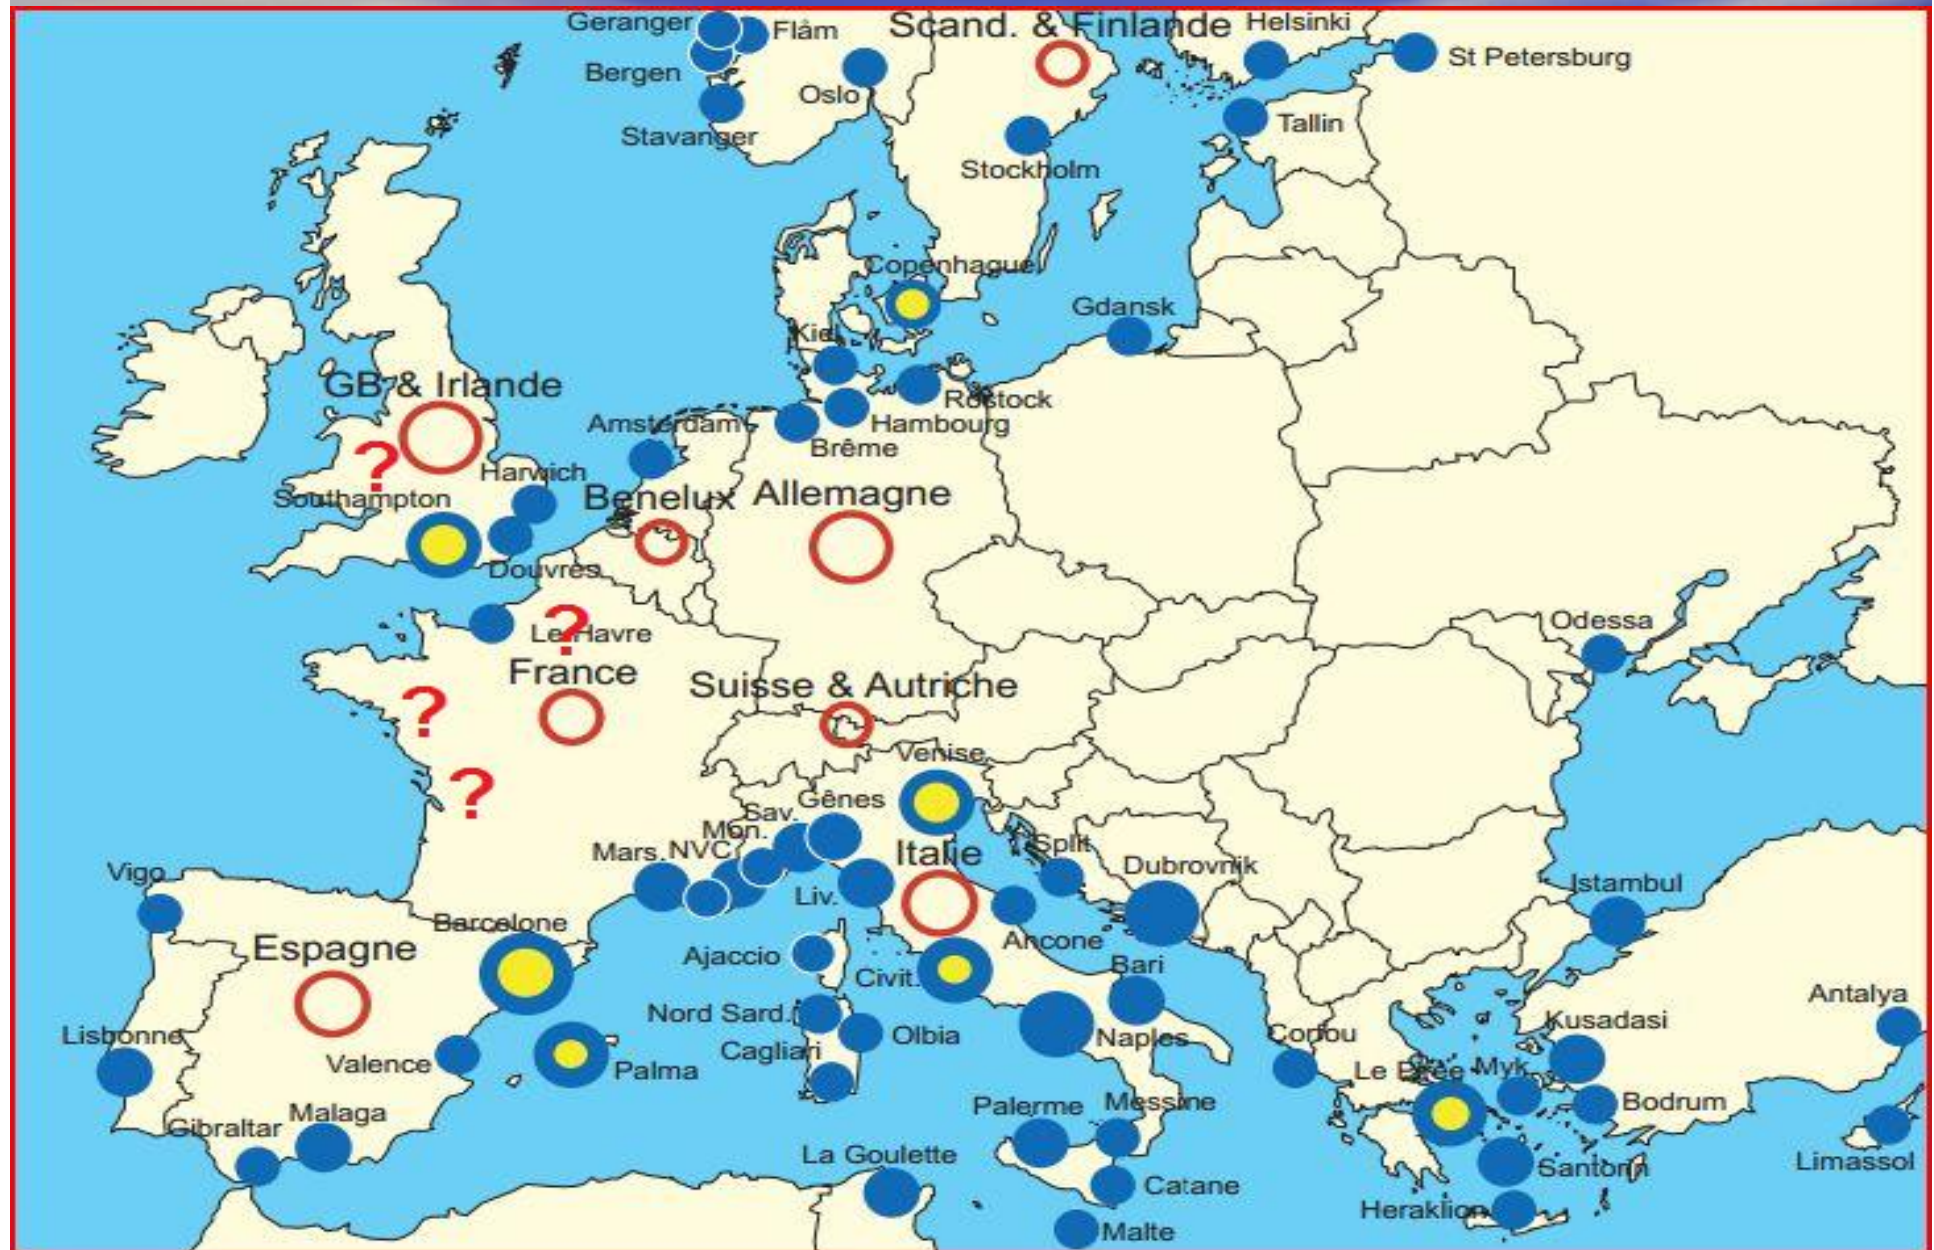 Geranger
Flåm
Scand. & Finlande
Helsinki
St Petersburg
Bergen
Oslo
Stavanger
Tallin
Stockholm
Copenhague
Gdansk
Kiel
GB & Irlande
Rostock
Amsterdam
Hambourg
Brême
?
Harwich
Southampton
Benelux
Allemagne
Douvres
?
Le Havre
Odessa
France
Suisse & Autriche
?
Venise
?
Gênes
Sav.
Mon.
Mars.
NVC
Italie
Split
Dubrovnik
Vigo
Liv.
Istambul
Barcelone
Ancone
Espagne
Ajaccio
Civit.
Bari
Antalya
Nord Sard.
Olbia
Naples
Kusadasi
Lisbonne
Corfou
Cagliari
Valence
Palma
Le Pirée
Myk.
Palerme
Messine
Bodrum
Malaga
Gibraltar
La Goulette
Santorin
Limassol
Catane
Heraklion
Malte